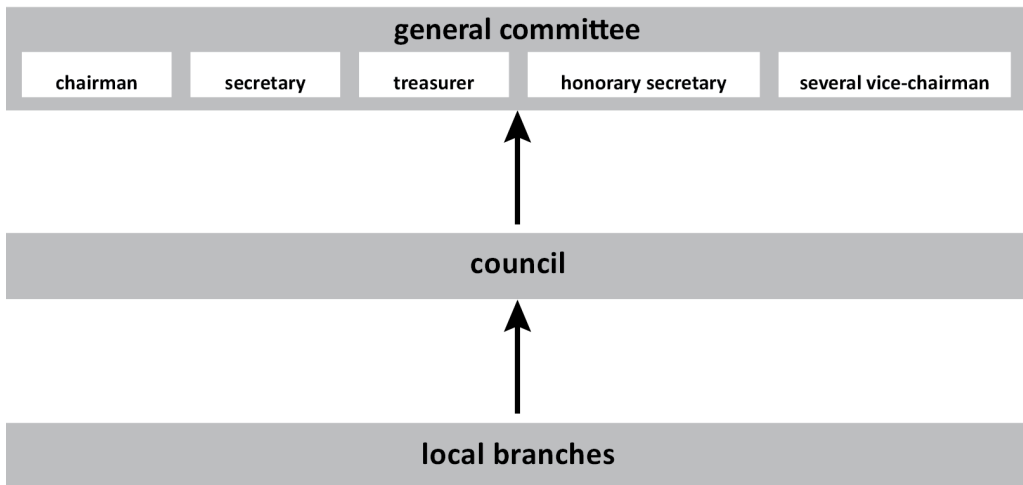 general committee
chairman secretary treasurer honorary secretary several vice-chairman
council
local branches